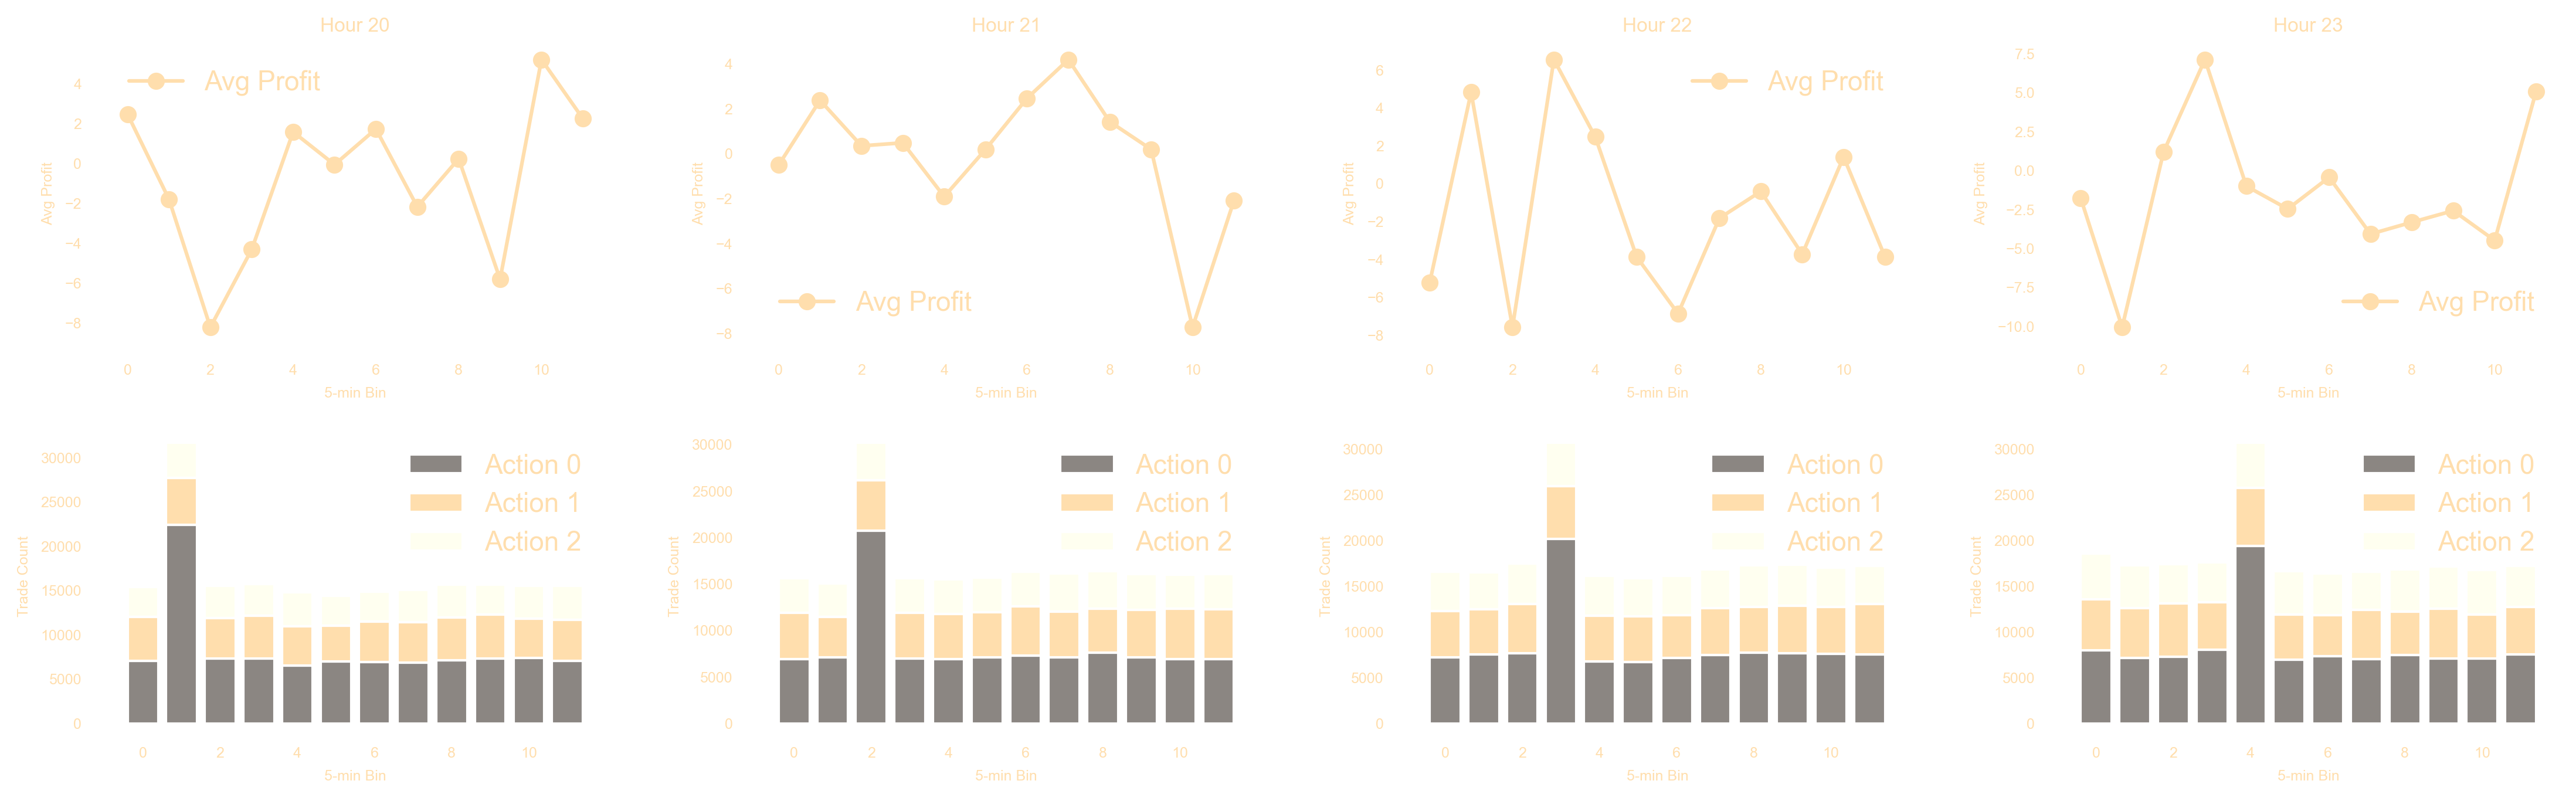 Hour 20
Avg Profit
4
2
0
−2
−4
−6
−8
Avg Profit
0 2 4 6 8 10
5-min Bin
Hour 21
Avg Profit
4
2
0
−2
−4
−6
−8
Avg Profit
0 2 4 6 8 10
5-min Bin
Hour 22
Avg Profit
6
4
2
0
−2
−4
−6
−8
Avg Profit
0 2 4 6 8 10
5-min Bin
Hour 23
7.5
5.0
2.5
0.0
−2.5
−5.0
−7.5
−10.0
Avg Profit
Avg Profit
0 2 4 6 8 10
5-min Bin
30000
25000
20000
15000
10000
5000
0
Trade Count
Action 0
Action 1
Action 2
0 2 4 6 8 10
5-min Bin
30000
25000
20000
15000
10000
5000
0
Trade Count
Action 0
Action 1
Action 2
0 2 4 6 8 10
5-min Bin
30000
25000
20000
15000
10000
5000
0
Trade Count
Action 0
Action 1
Action 2
0 2 4 6 8 10
5-min Bin
30000
25000
20000
15000
10000
5000
0
Trade Count
Action 0
Action 1
Action 2
0 2 4 6 8 10
5-min Bin